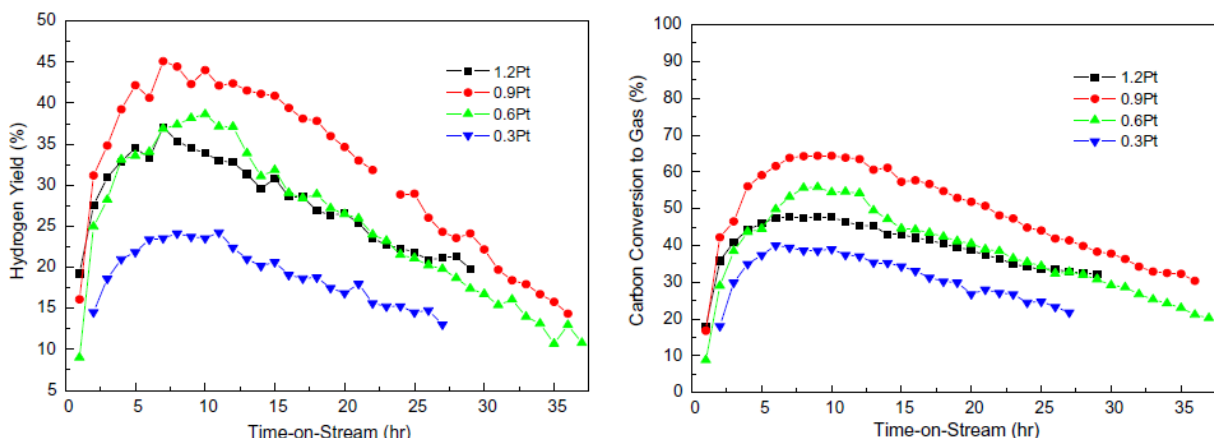 50
45
40
35
30
25
20
15
10
5
Hydrogen Yield (%)
1.2Pt
0.9Pt
0.6Pt
0.3Pt
0 5 10 15 20 25 30 35
Time-on-Stream (hr)
100
90
80
70
60
50
40
30
20
10
0
Carbon Conversion to Gas (%)
1.2Pt
0.9Pt
0.6Pt
0.3Pt
0 5 10 15 20 25 30 35
Time-on-Stream (hr)